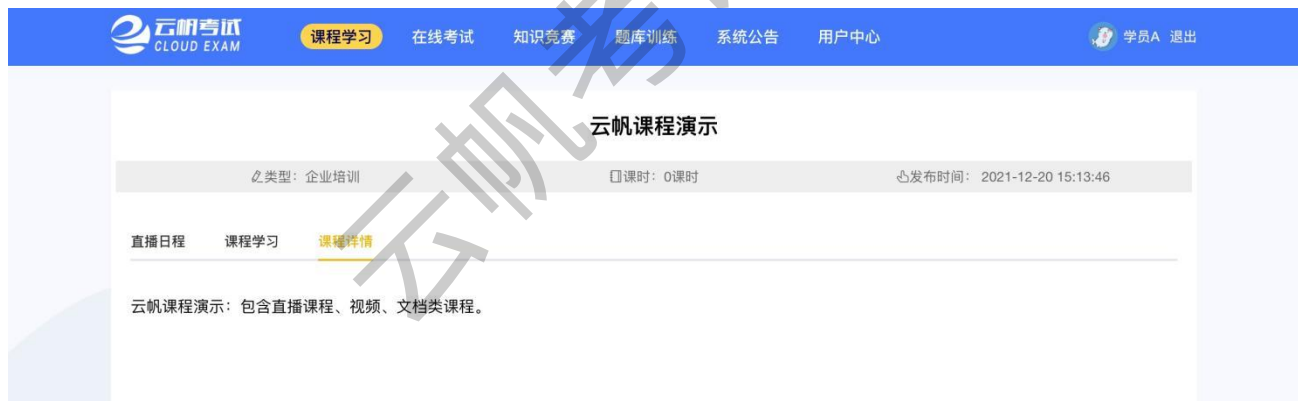 云帆考试
CLOUD EXAM
课程学习 在线考试 知识竞赛 题库训练 系统公告 用户中心 学员A 退出
云帆课程演示
类型：企业培训 课时：0课时 发布时间： 2021-12-20 15:13:46
直播日程 课程学习 课程详情
云帆课程演示：包含直播课程、视频、文档类课程。
云帆考